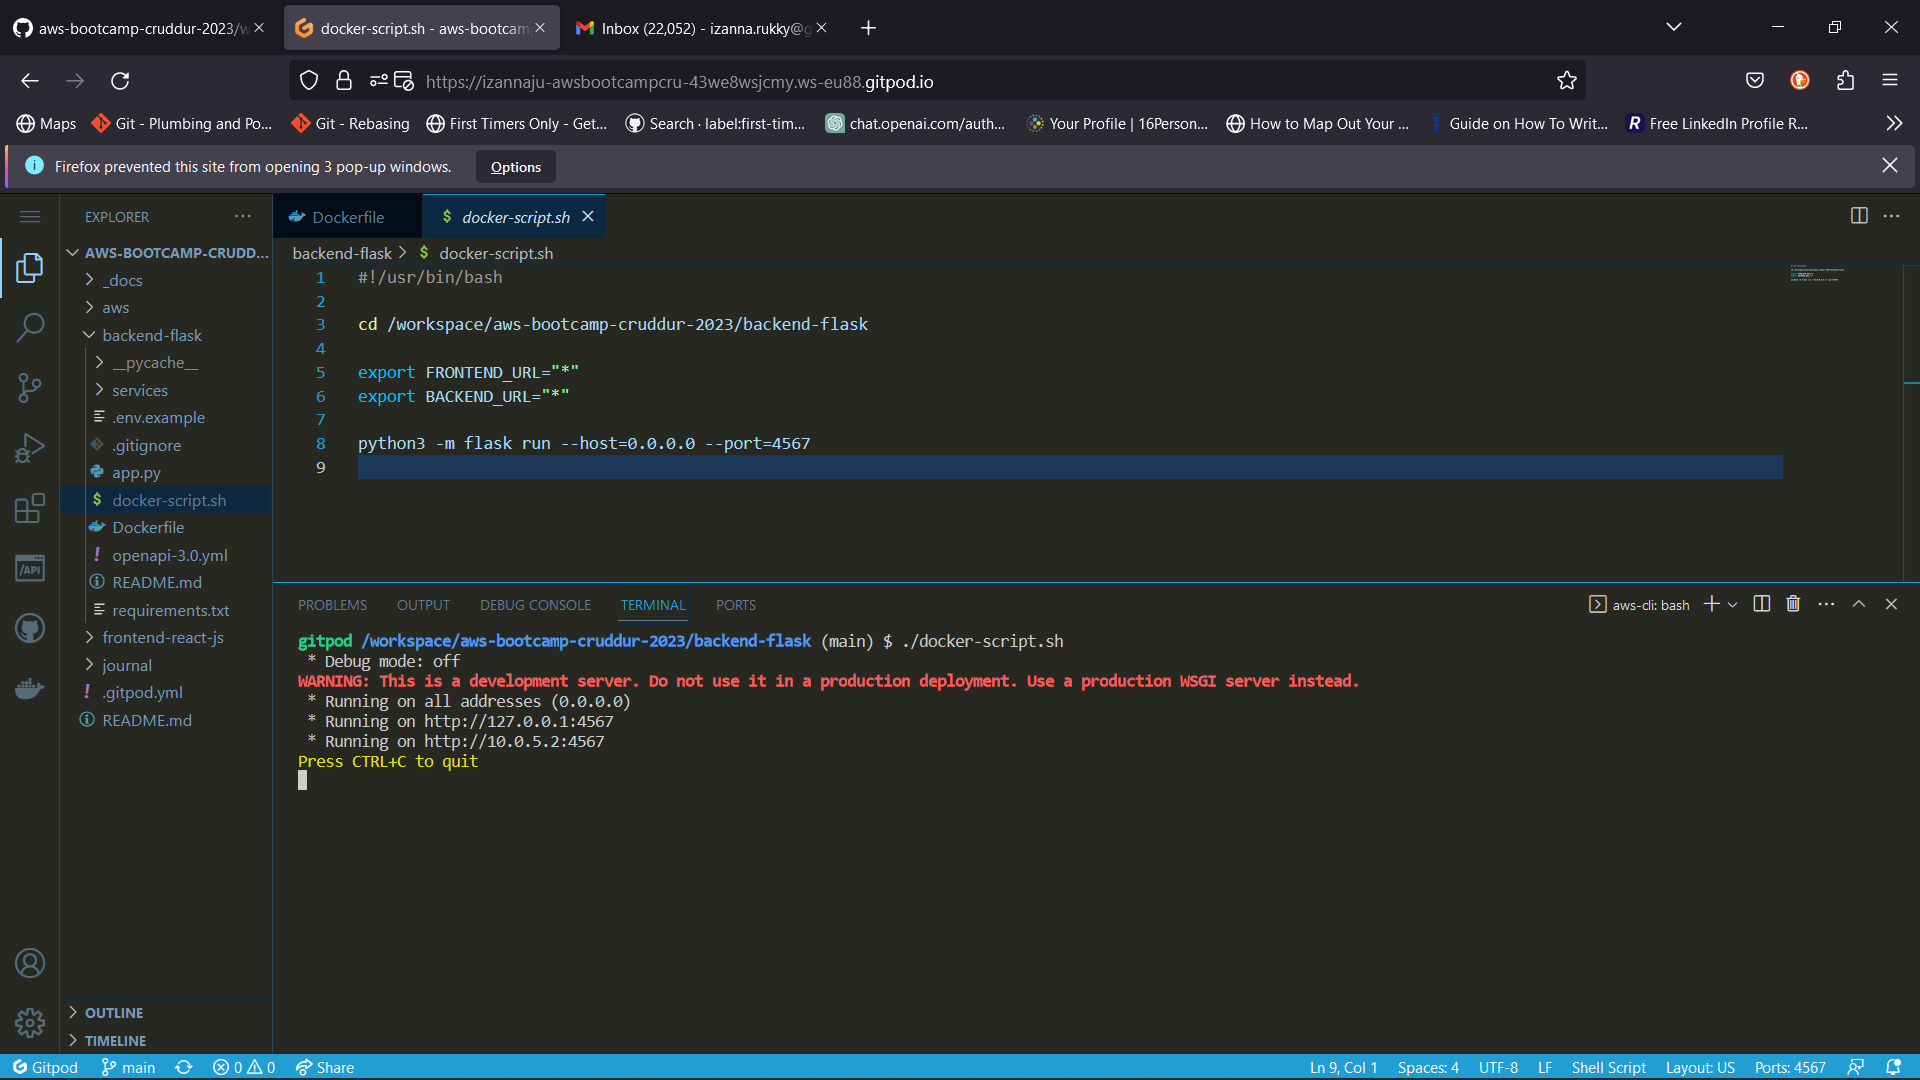 aws-bootcamp-cruddur-2023/w
docker-script.sh - aws-bootcam
Inbox (22,052) - izanna.rukky@g
https://izannaju-awsbootcampcru-43we8wsjcmy.ws-eu88.gitpod.io
Maps
Git - Plumbing and Po...
Git - Rebasing
First Timers Only - Get...
Search · label:first-tim...
chat.openai.com/auth...
Your Profile | 16Person...
How to Map Out Your ...
Guide on How To Writ...
Free LinkedIn Profile R...
Firefox prevented this site from opening 3 pop-up windows.
Options
EXPLORER
AWS-BOOTCAMP-CRUDD...
_docs
aws
backend-flask
__pycache__
services
.env.example
.gitignore
app.py
$ docker-script.sh
Dockerfile
! openapi-3.0.yml
README.md
requirements.txt
frontend-react-js
journal
! .gitpod.yml
README.md
OUTLINE
TIMELINE
/API
Dockerfile
$ docker-script.sh
backend-flask > $ docker-script.sh
1 #!/usr/bin/bash
2
3 cd /workspace/aws-bootcamp-cruddur-2023/backend-flask
4
5 export FRONTEND_URL="*"
6 export BACKEND_URL="*"
7
8 python3 -m flask run --host=0.0.0.0 --port=4567
9
PROBLEMS OUTPUT DEBUG CONSOLE TERMINAL PORTS
aws-cli: bash
gitpod /workspace/aws-bootcamp-cruddur-2023/backend-flask (main) $ ./docker-script.sh
* Debug mode: off
WARNING: This is a development server. Do not use it in a production deployment. Use a production WSGI server instead.
* Running on all addresses (0.0.0.0)
* Running on http://127.0.0.1:4567
* Running on http://10.0.5.2:4567
Press CTRL+C to quit
Gitpod main 0 0 Share
Ln 9, Col 1 Spaces: 4 UTF-8 LF Shell Script Layout: US Ports: 4567